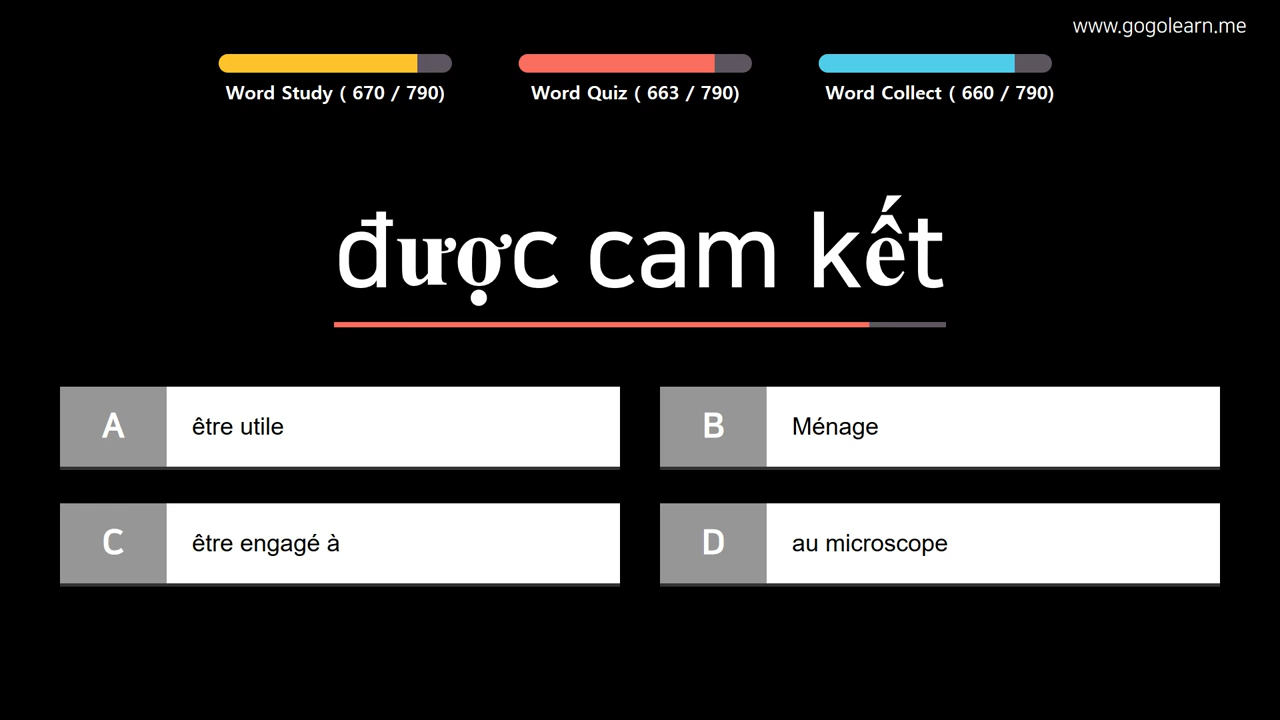 www.gogolearn.me
Word Study ( 670 / 790)
Word Quiz ( 663 / 790)
Word Collect ( 660 / 790)
được cam kết
A être utile
B Ménage
C être engagé à
D au microscope